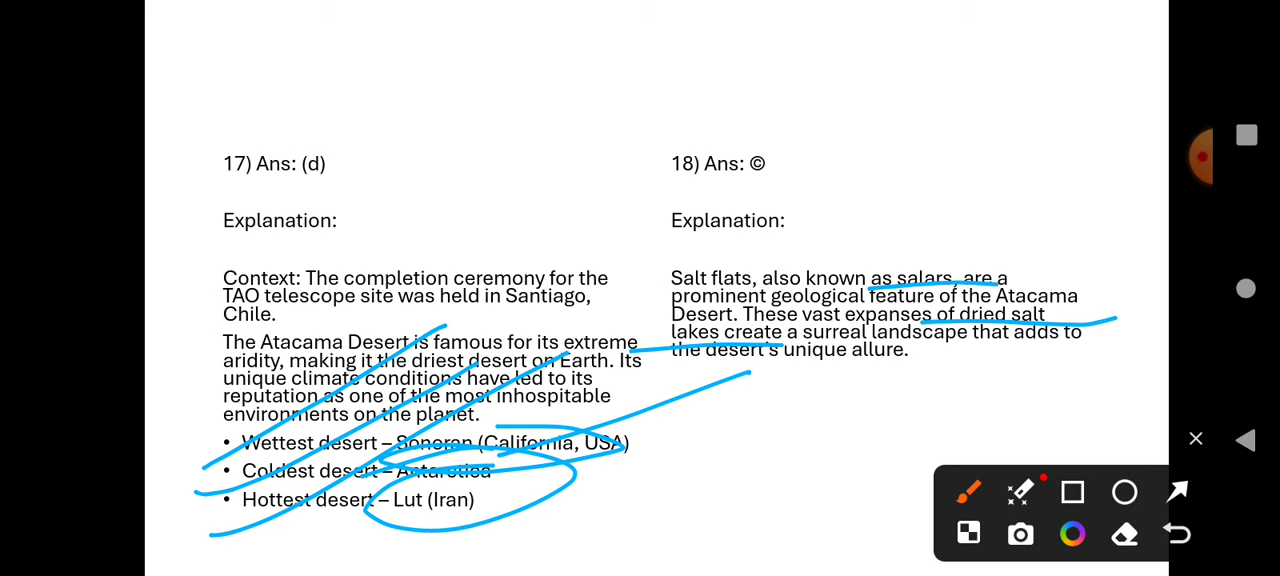 17) Ans: (d)
Explanation:
Context: The completion ceremony for the
TAO telescope site was held in Santiago,
Chile.
The Atacama Desert is famous for its extreme
aridity, making it the driest desert on Earth. Its
unique climate conditions have led to its
reputation as one of the most inhospitable
environments on the planet.
• Wettest desert – Sonoran (California, USA)
• Coldest desert – Antarctica
• Hottest desert – Lut (Iran)
18) Ans: ©
Explanation:
Salt flats, also known as salars, are a
prominent geological feature of the Atacama
Desert. These vast expanses of dried salt
lakes create a surreal landscape that adds to
the desert's unique allure.